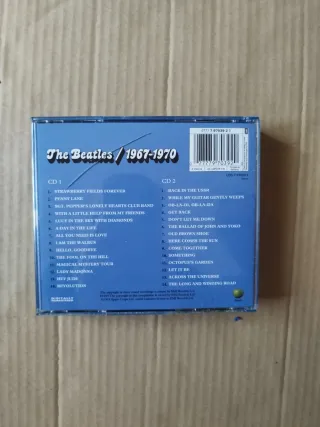 The Beatles / 1967-1970
CD 1
STRAWBERRY FIELDS FOREVER
PENNY LANE
SGT. PEPPER'S LONELY HEARTS CLUB BAND
WITH A LITTLE HELP FROM MY FRIENDS
LUCY IN THE SKY WITH DIAMONDS
A DAY IN THE LIFE
ALL YOU NEED IS LOVE
I AM THE WALRUS
HELLO, GOODBYE
THE FOOL ON THE HILL
MAGICAL MYSTERY TOUR
LADY MADONNA
HEY JUDE
REVOLUTION
CD 2
BACK IN THE USSR
WHILE MY GUITAR GENTLY WEEPS
OB-LA-DI, OB-LA-DA
GET BACK
DON'T LET ME DOWN
THE BALLAD OF JOHN AND YOKO
OLD BROWN SHOE
HERE COMES THE SUN
COME TOGETHER
SOMETHING
OCTOPUS'S GARDEN
LET IT BE
ACROSS THE UNIVERSE
THE LONG AND WINDING ROAD